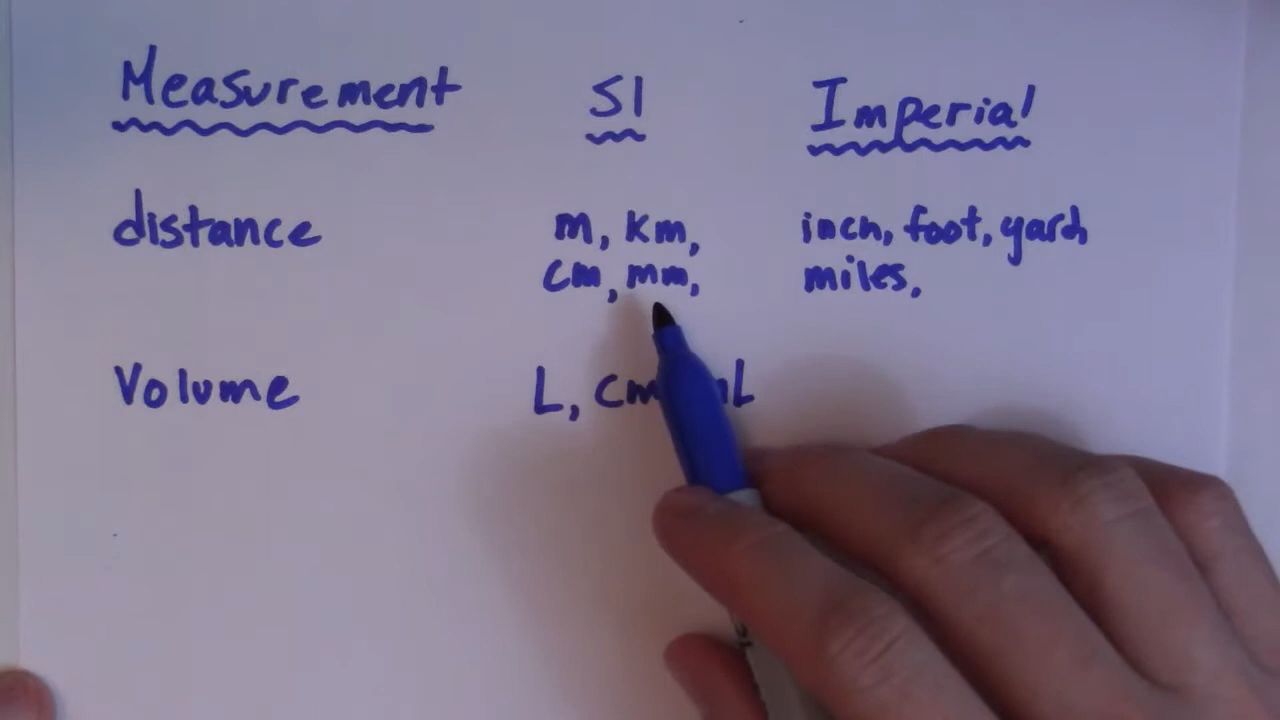 Measurement SI Imperial
distance m, km, inch, foot, yard
cm, mm, miles.
Volume L,